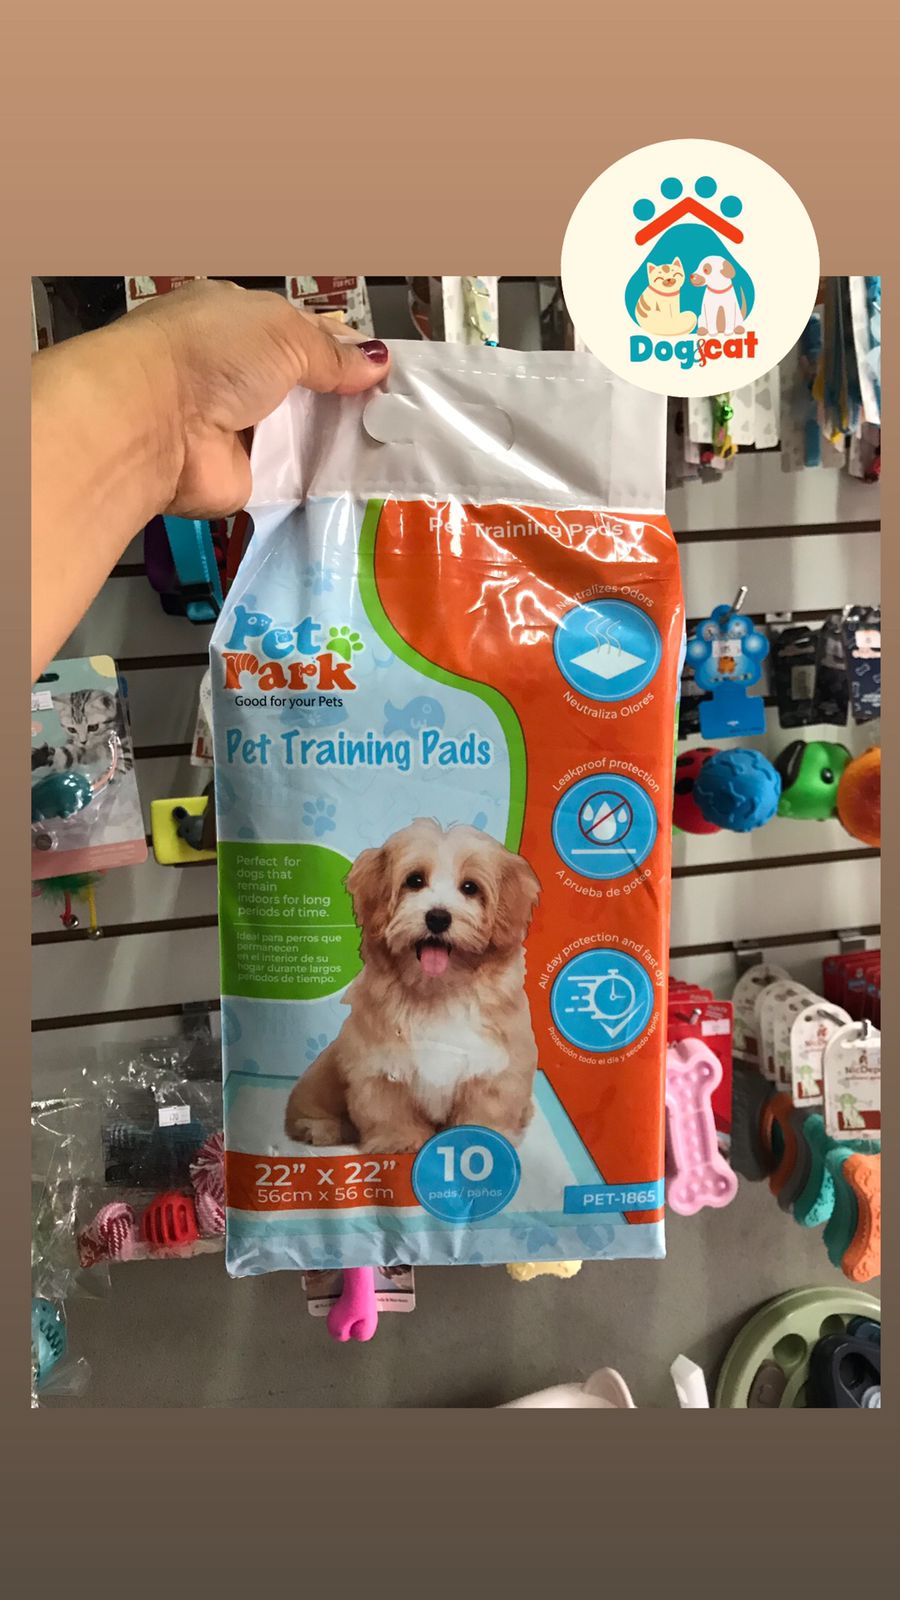 Dog&cat
Pet Training Pads
Neutralizes Odors
Neutraliza Olores
Pet Park
Good for your Pets
Pet Training Pads
Leakproof protection
A prueba de goteo
Perfect for
dogs that
remain
indoors for long
periods of time.
Ideal para perros que
permanecen
en el interior de su
hogar durante largos
periodos de tiempo.
All day protection and fast dry
Protección todo el día y secado rápido
22” x 22”
56cm x 56 cm
10
pads / paños
PET-1865